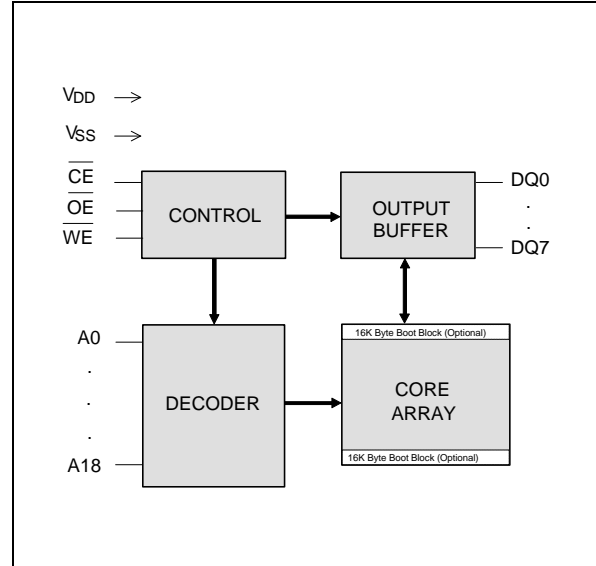 VDD
VSS
CE
OE
WE
CONTROL
OUTPUT
BUFFER
DQ0
.
.
DQ7
A0
.
.
.
A18
DECODER
16K Byte Boot Block (Optional)
CORE
ARRAY
16K Byte Boot Block (Optional)